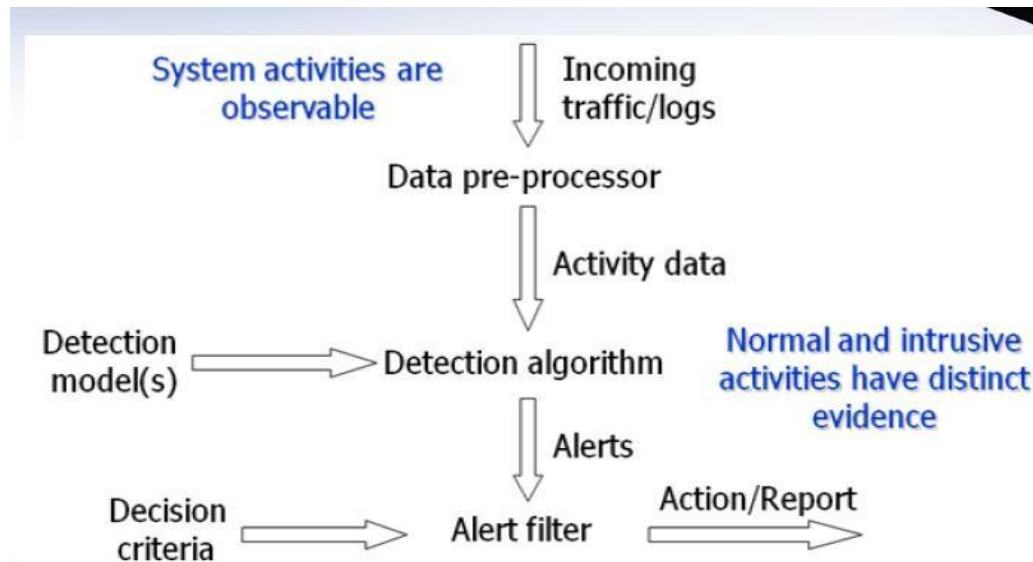 System activities are
observable
Incoming
traffic/logs
Data pre-processor
Activity data
Detection
model(s)
Detection algorithm
Normal and intrusive
activities have distinct
evidence
Alerts
Decision
criteria
Alert filter
Action/Report